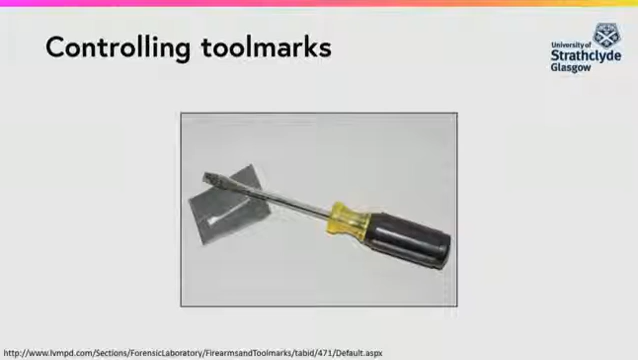 Controlling toolmarks
University of
Strathclyde
Glasgow
http://www.lvmpd.com/Sections/ForensicLaboratory/FirearmsandToolmarks/tabid/471/Default.aspx